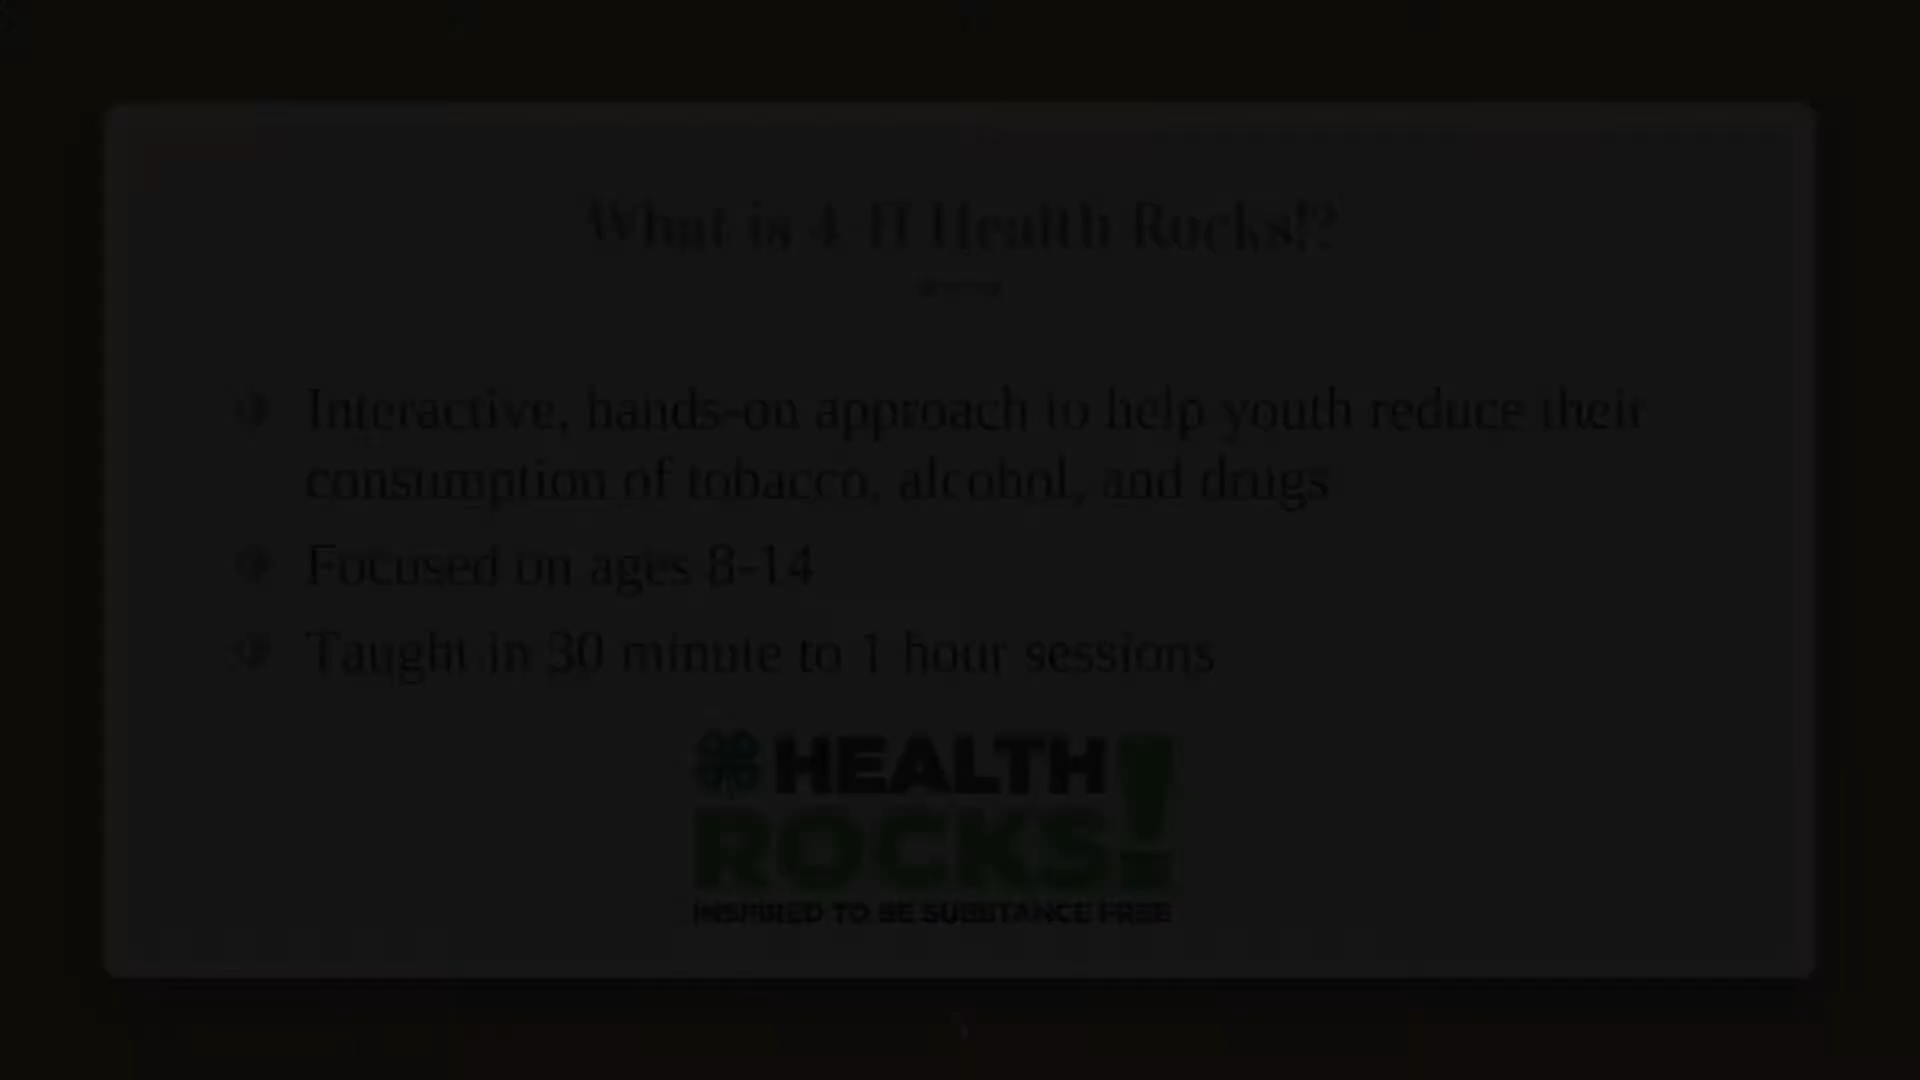 What is 4-H Health Rocks!?
Interactive, hands-on approach to help youth reduce their
consumption of tobacco, alcohol, and drugs
Focused on ages 8-14
Taught in 30 minute to 1 hour sessions
HEALTH
ROCKS!
INSPIRED TO BE SUBSTANCE FREE